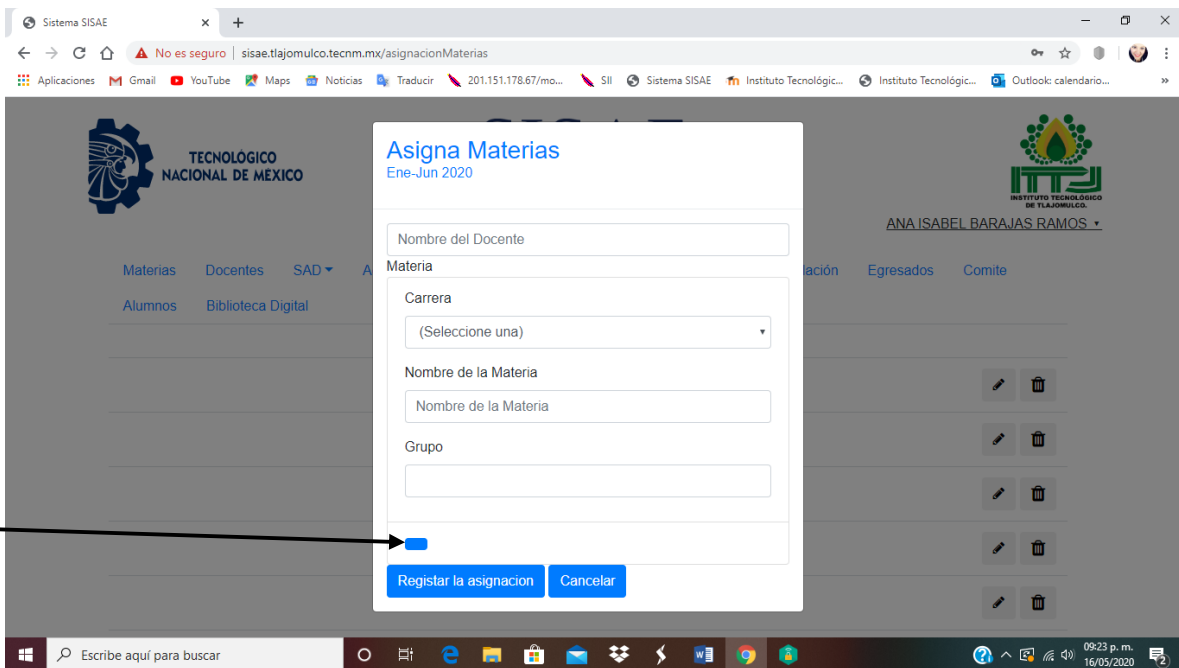 Sistema SISAE
No es seguro | sisae.tlajomulco.tecnm.mx/asignacionMaterias
Aplicaciones Gmail YouTube Maps Noticias Traducir 201.151.178.67/mo... SII Sistema SISAE Instituto Tecnológic... Instituto Tecnológic... Outlook: calendario... »
TECNOLÓGICO
NACIONAL DE MÉXICO
INSTITUTO TECNOLÓGICO
DE TLAJOMULCO.
ANA ISABEL BARAJAS RAMOS
Materias Docentes SAD A lación Egresados Comite
Alumnos Biblioteca Digital
Asigna Materias
Ene-Jun 2020
Nombre del Docente
Materia
Carrera
(Seleccione una)
Nombre de la Materia
Nombre de la Materia
Grupo
Registar la asignacion Cancelar
Escribe aquí para buscar
09:23 p. m.
16/05/2020